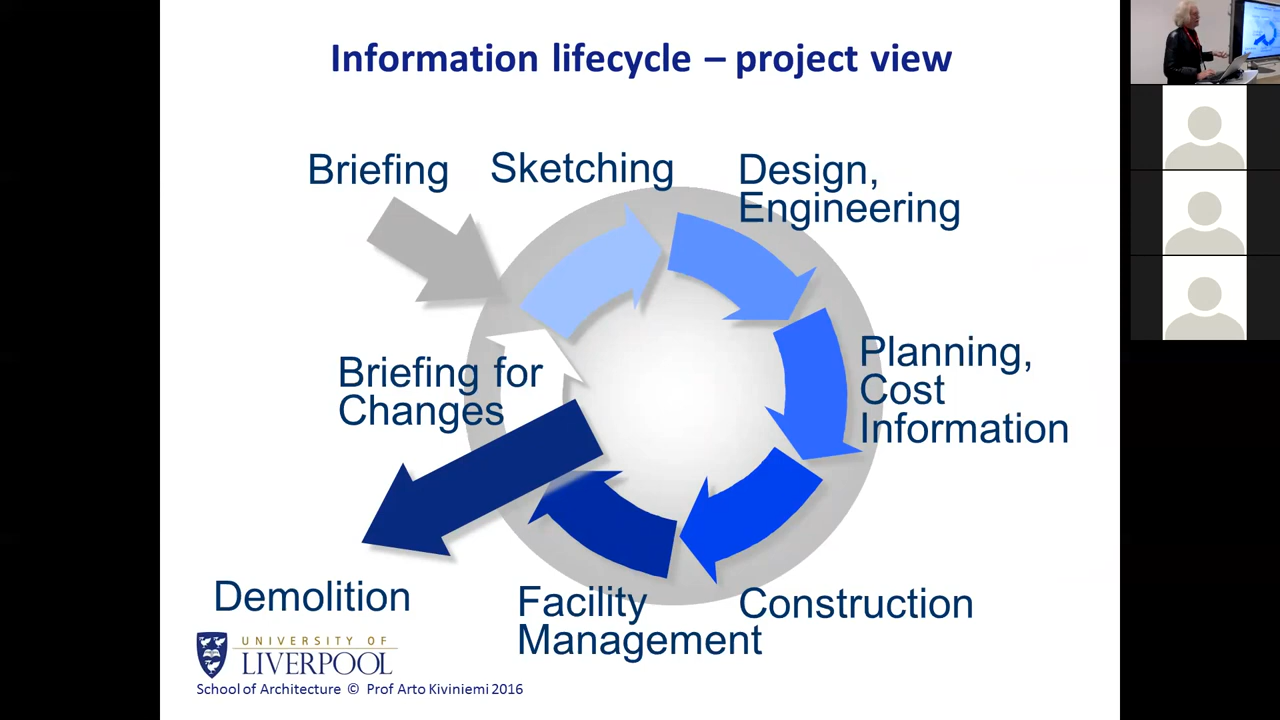 Information lifecycle – project view
Briefing
Sketching
Design,
Engineering
Planning,
Cost
Information
Briefing for
Changes
Demolition
Facility
Management
Construction
UNIVERSITY OF
LIVERPOOL
School of Architecture © Prof Arto Kiviniemi 2016